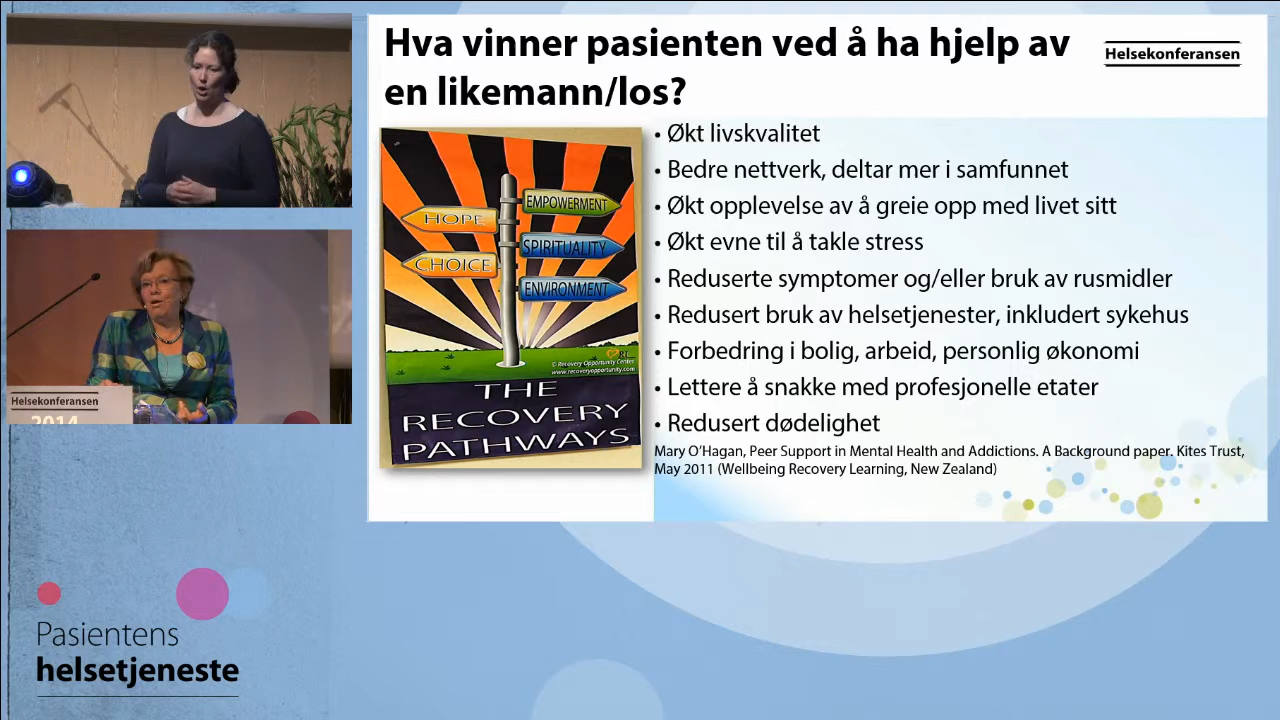 Hva vinner pasienten ved å ha hjelp av
en likemann/los?
Helsekonferansen
• Økt livskvalitet
• Bedre nettverk, deltar mer i samfunnet
• Økt opplevelse av å greie opp med livet sitt
• Økt evne til å takle stress
• Reduserte symptomer og/eller bruk av rusmidler
• Redusert bruk av helsetjenester, inkludert sykehus
• Forbedring i bolig, arbeid, personlig økonomi
• Lettere å snakke med profesjonelle etater
• Redusert dødelighet
Mary O'Hagan, Peer Support in Mental Health and Addictions. A Background paper. Kites Trust,
May 2011 (Wellbeing Recovery Learning, New Zealand)
EMPOWERMENT
HOPE
SPIRITUALITY
CHOICE
ENVIRONMENT
© Recovery Opportunity Center
www.recoveryopportunity.com
THE
RECOVERY
PATHWAYS
Helsekonferansen
2014
Pasientens
helsetjeneste